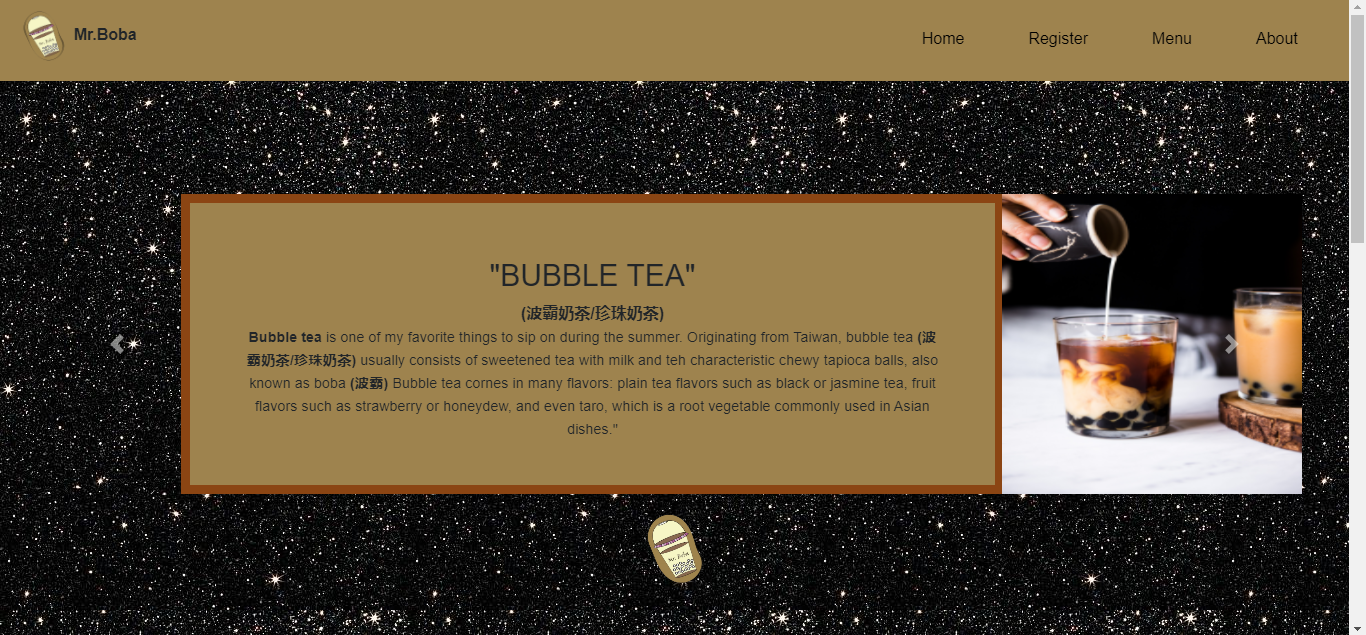 Mr.Boba
Home
Register
Menu
About
"BUBBLE TEA"
(波霸奶茶/珍珠奶茶)
Bubble tea is one of my favorite things to sip on during the summer. Originating from Taiwan, bubble tea (波
霸奶茶/珍珠奶茶) usually consists of sweetened tea with milk and teh characteristic chewy tapioca balls, also
known as boba (波霸) Bubble tea comes in many flavors: plain tea flavors such as black or jasmine tea, fruit
flavors such as strawberry or honeydew, and even taro, which is a root vegetable commonly used in Asian
dishes."
Mr. Boba